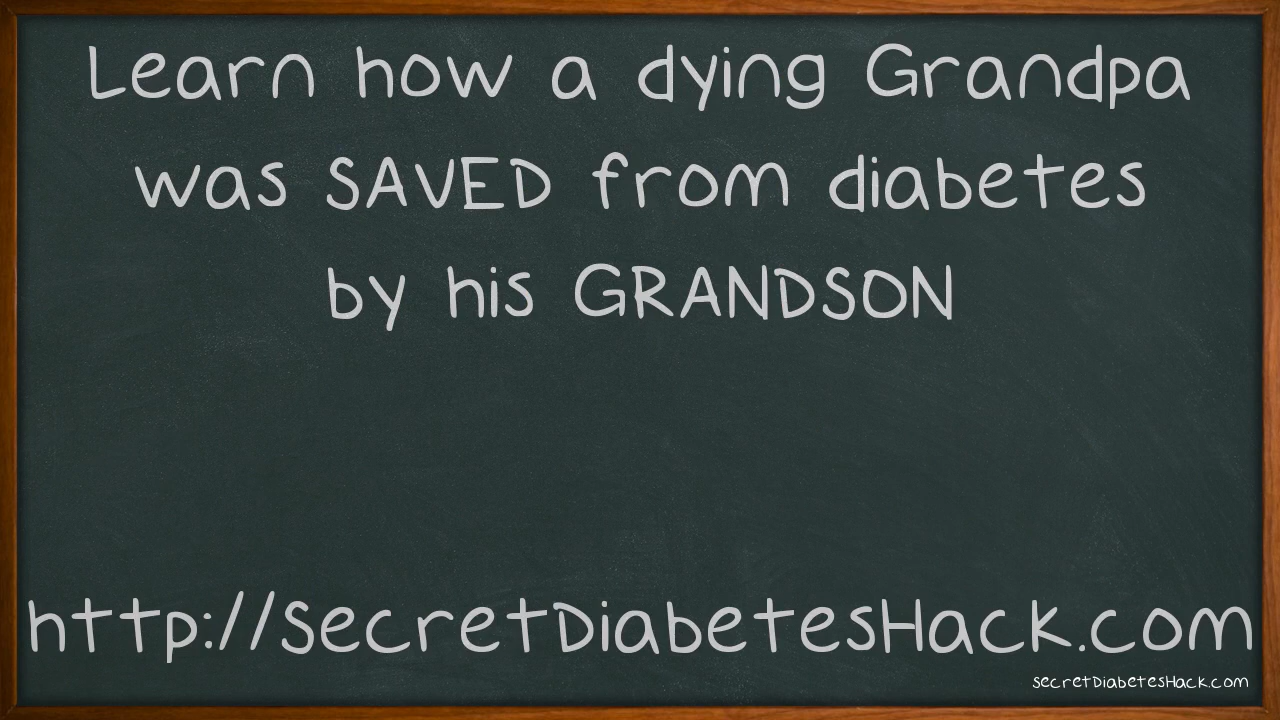 Learn how a dying Grandpa
was SAVED from diabetes
by his GRANDSON
http://SecretDiabetesHack.com
SecretDiabetesHack.com